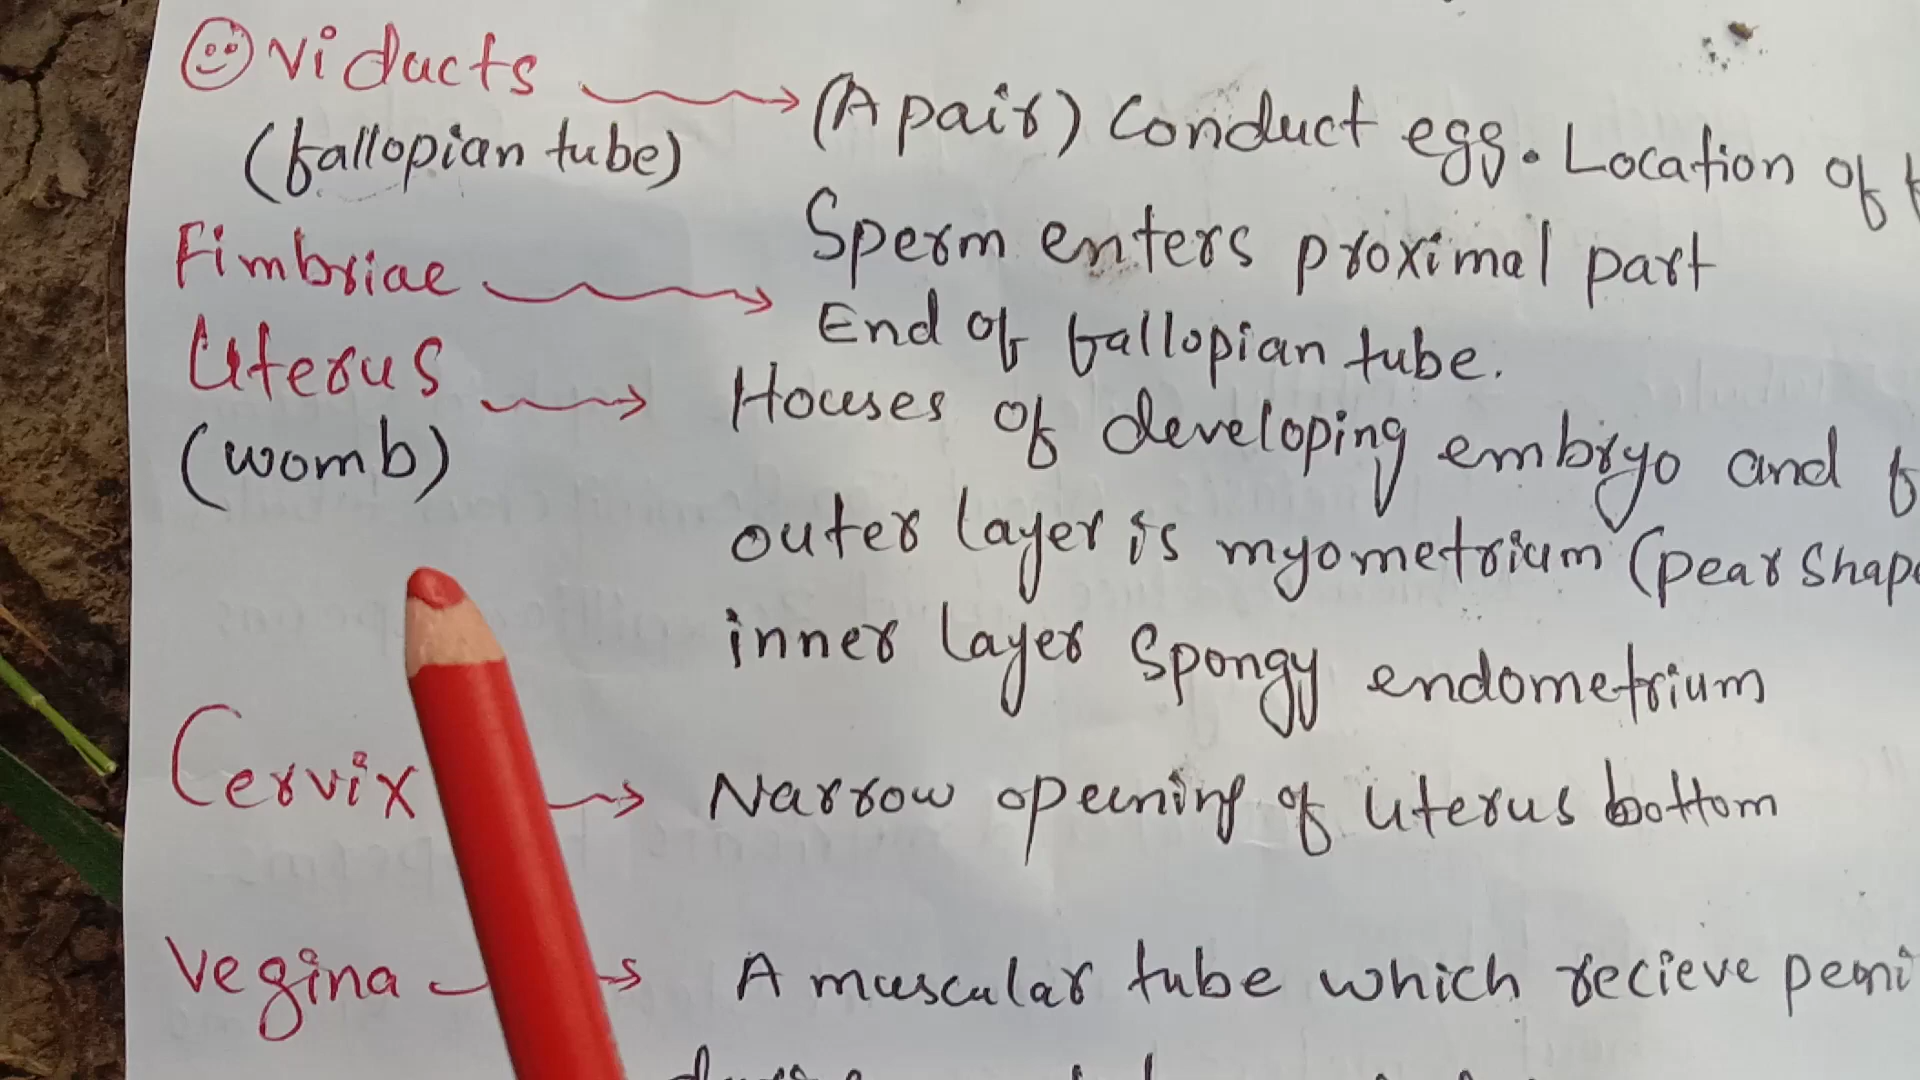 Oviducts → (A pair) Conduct egg. Location of
(fallopian tube)
Sperm enters proximal part
Fimbriae → End of fallopian tube.
Uterus → Houses of developing embryo and
(womb)
outer layer is myometrium (pear shape
inner layer spongy endometrium
Cervix → Narrow opening of uterus bottom
Vegina → A muscular tube which recieve peni